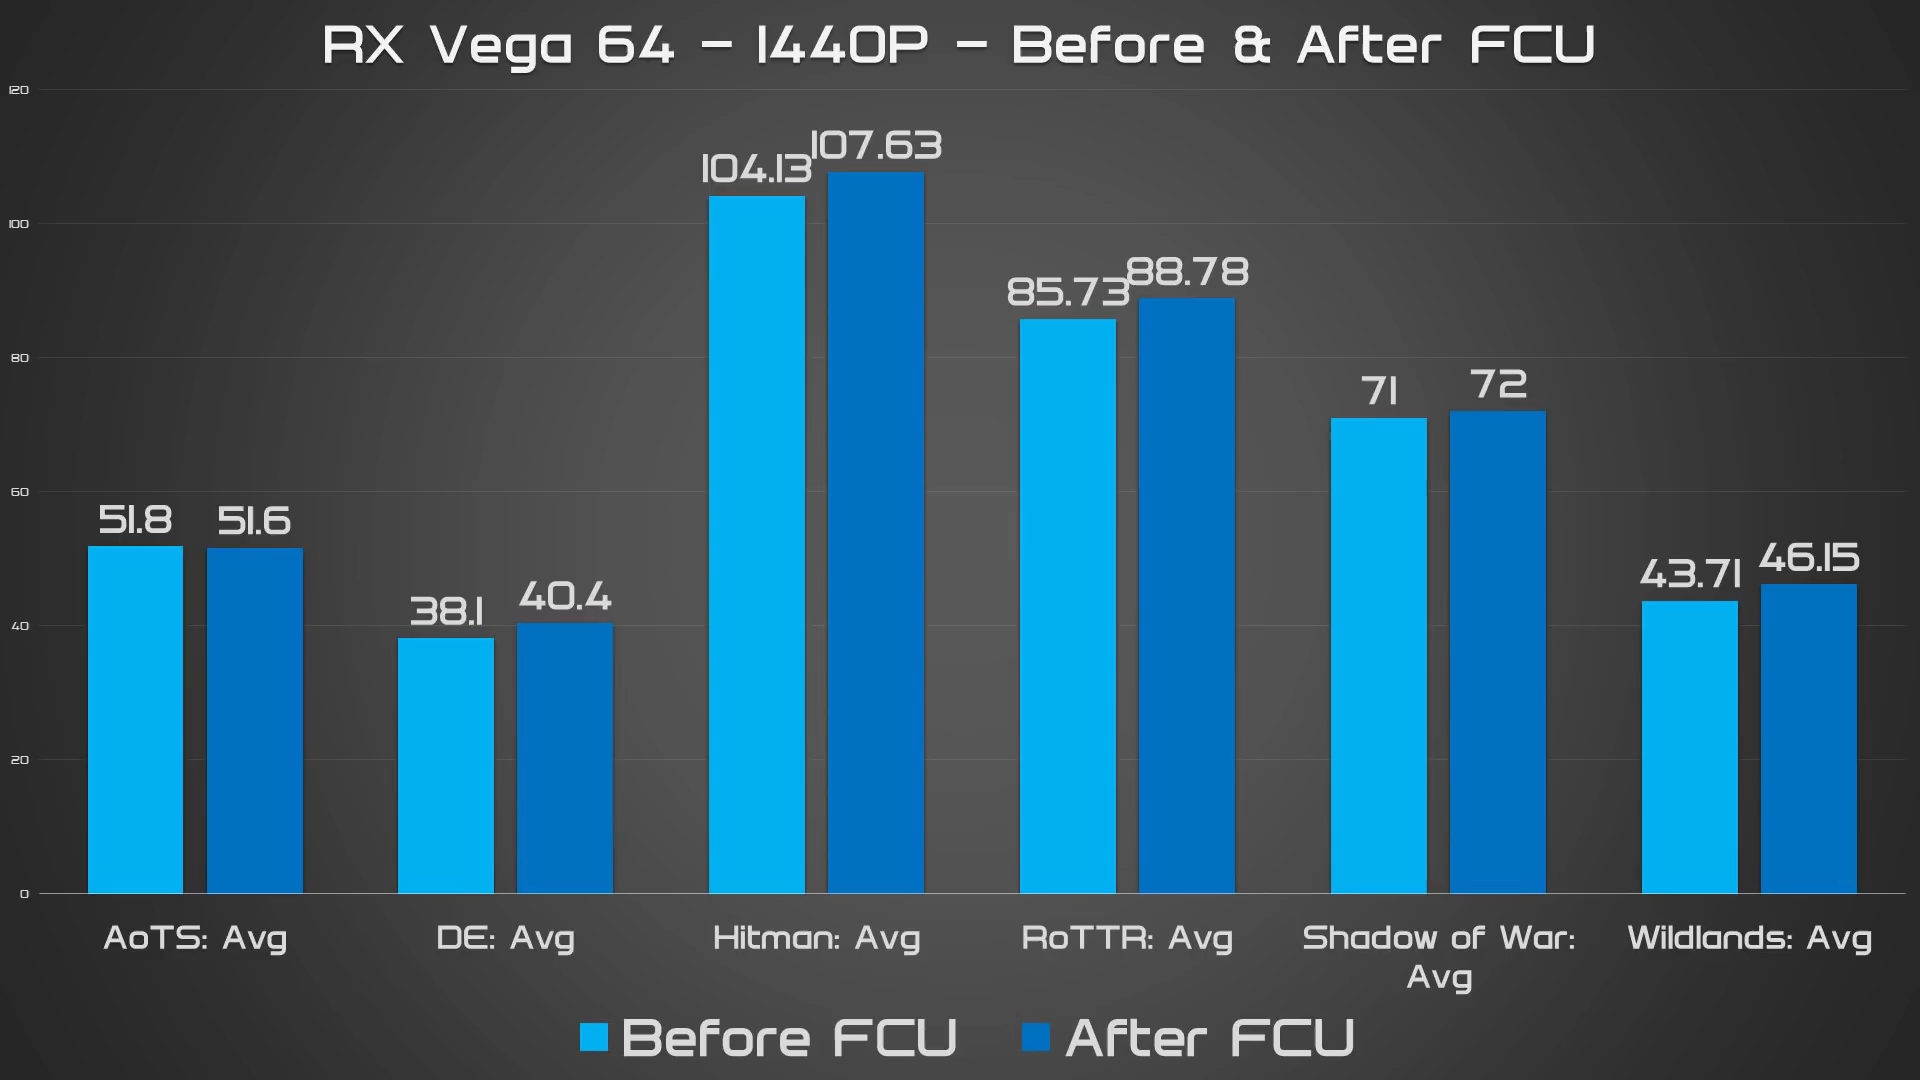 RX Vega 64 – 1440P – Before & After FCU
120
100
80
60
40
20
0
51.8
51.6
38.1
40.4
104.13
107.63
85.73
88.78
71
72
43.71
46.15
AoTS: Avg
DE: Avg
Hitman: Avg
RoTTR: Avg
Shadow of War:
Avg
Wildlands: Avg
Before FCU
After FCU